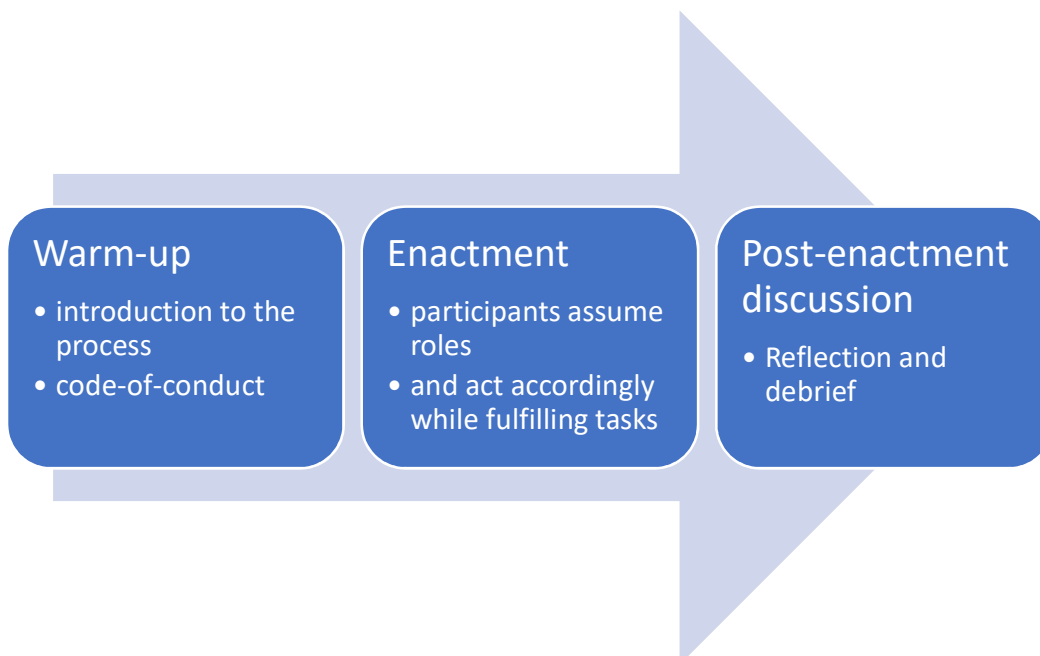 Warm-up
• introduction to the
process
• code-of-conduct
Enactment
• participants assume
roles
• and act accordingly
while fulfilling tasks
Post-enactment
discussion
• Reflection and
debrief